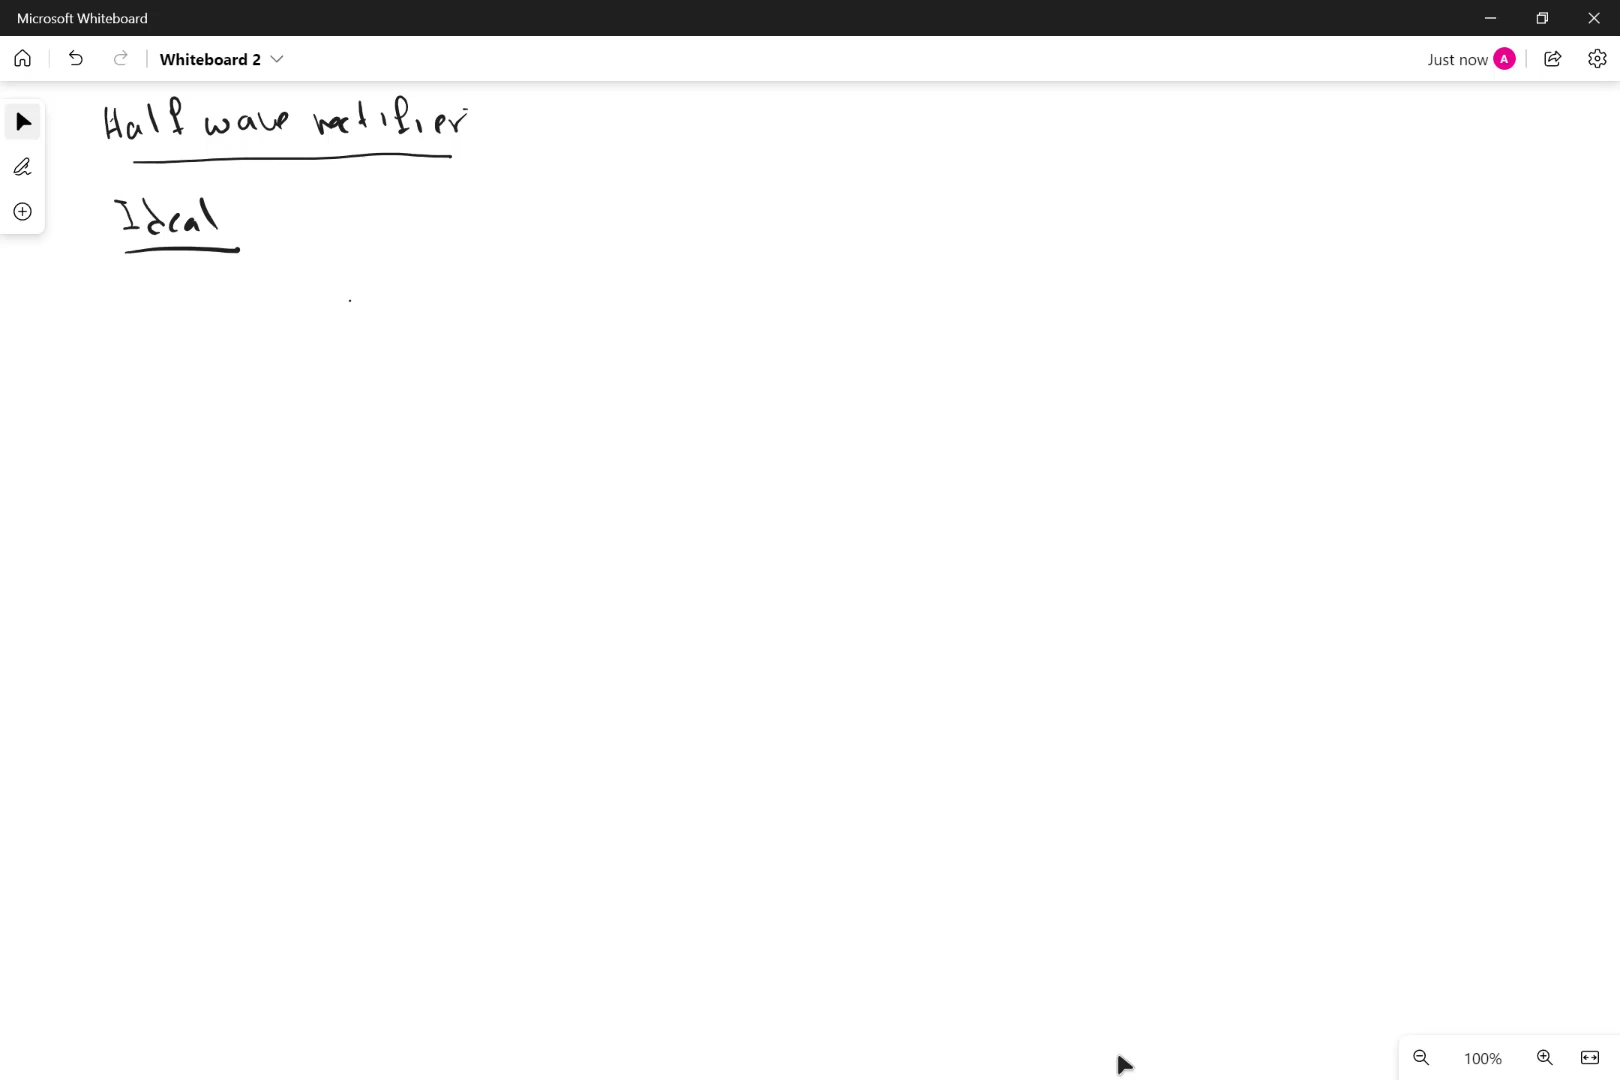 Microsoft Whiteboard
Whiteboard 2
Just now A
Half wave rectifier
Ideal
100%